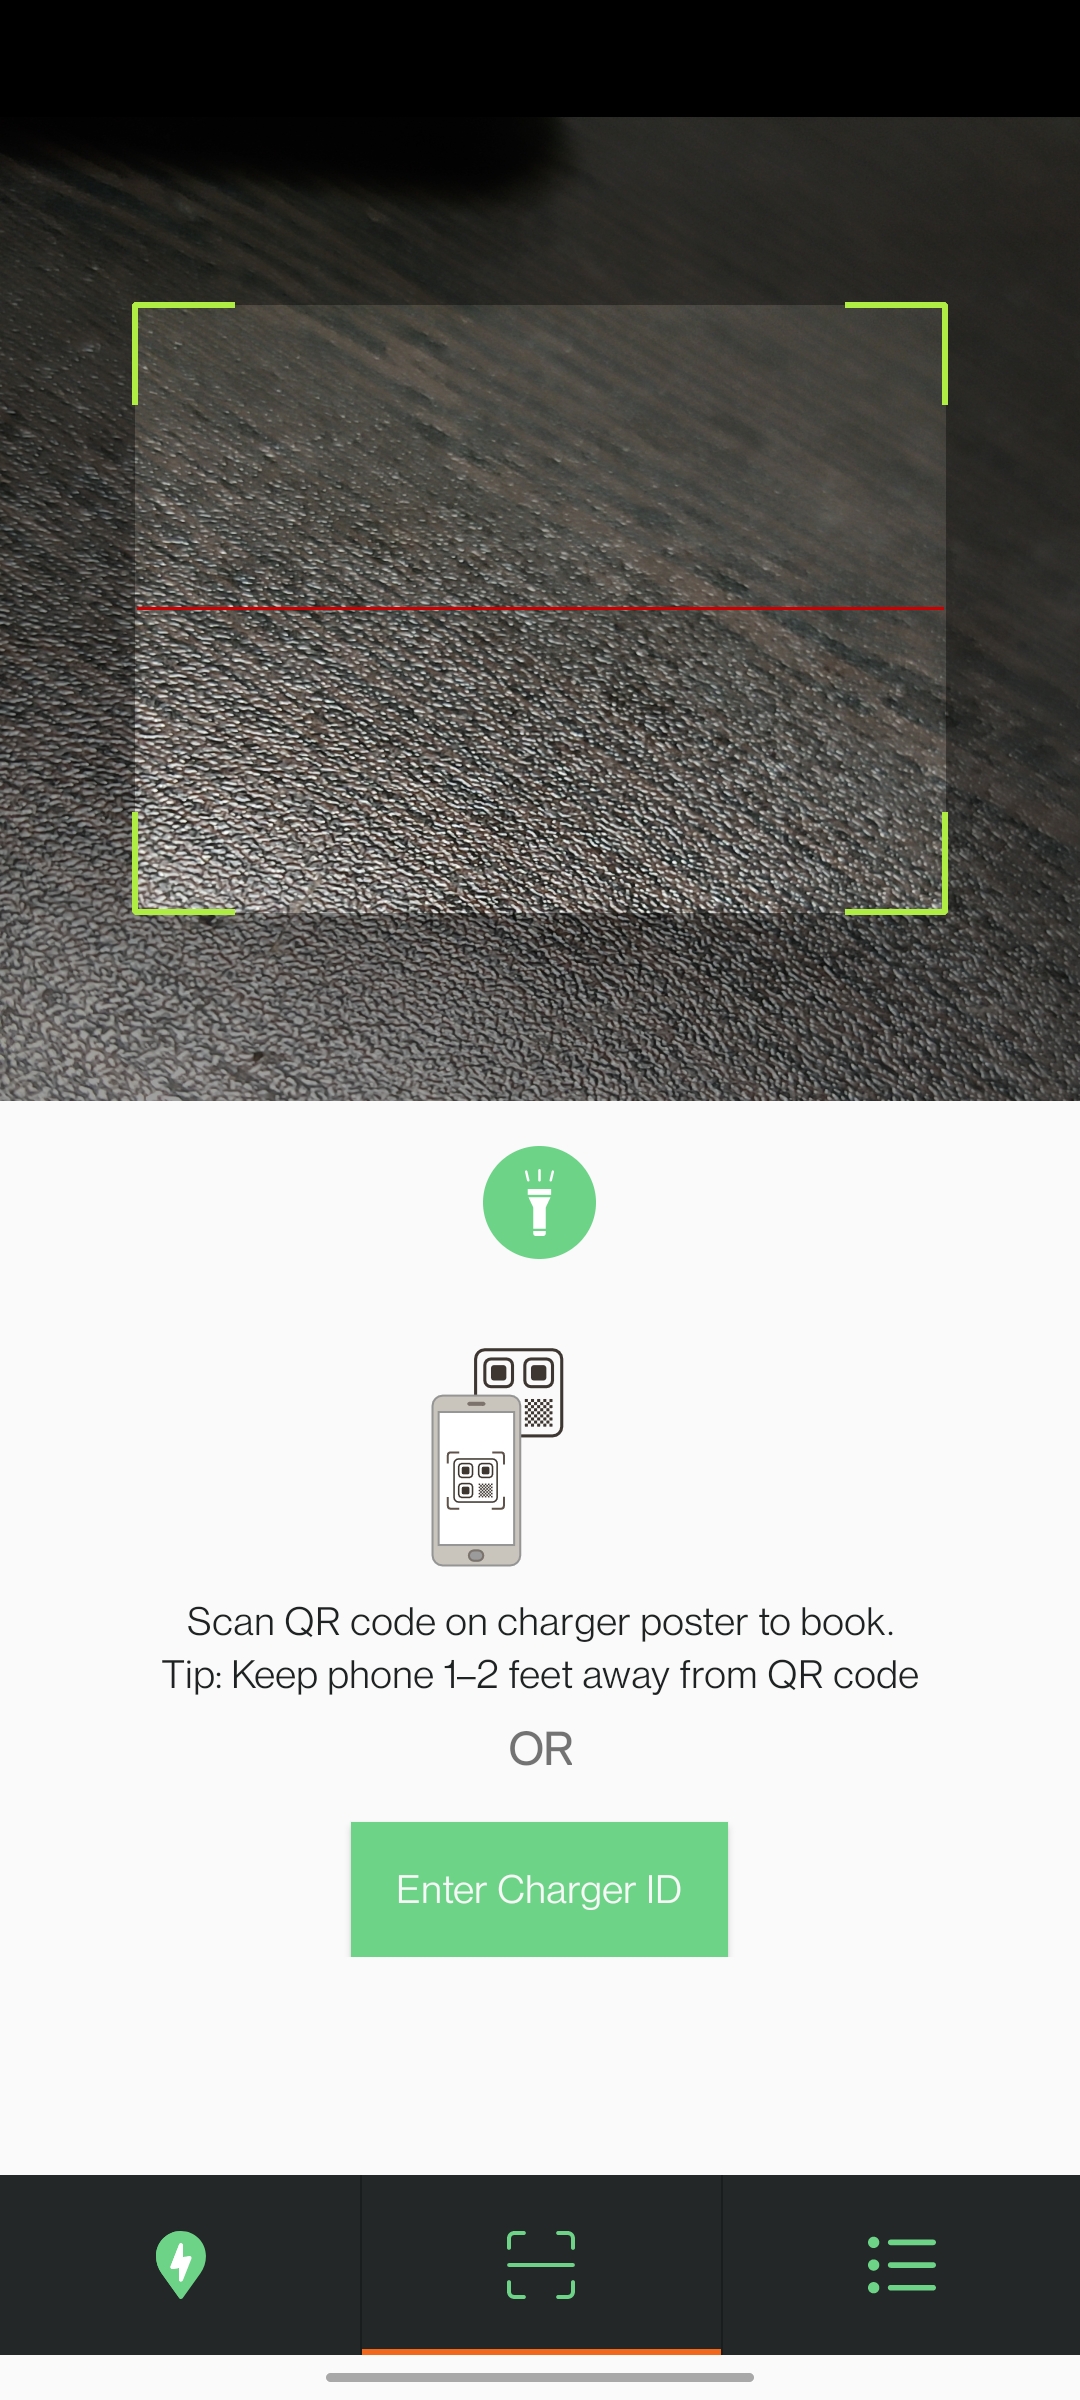 Scan QR code on charger poster to book.
Tip: Keep phone 1–2 feet away from QR code
OR
Enter Charger ID